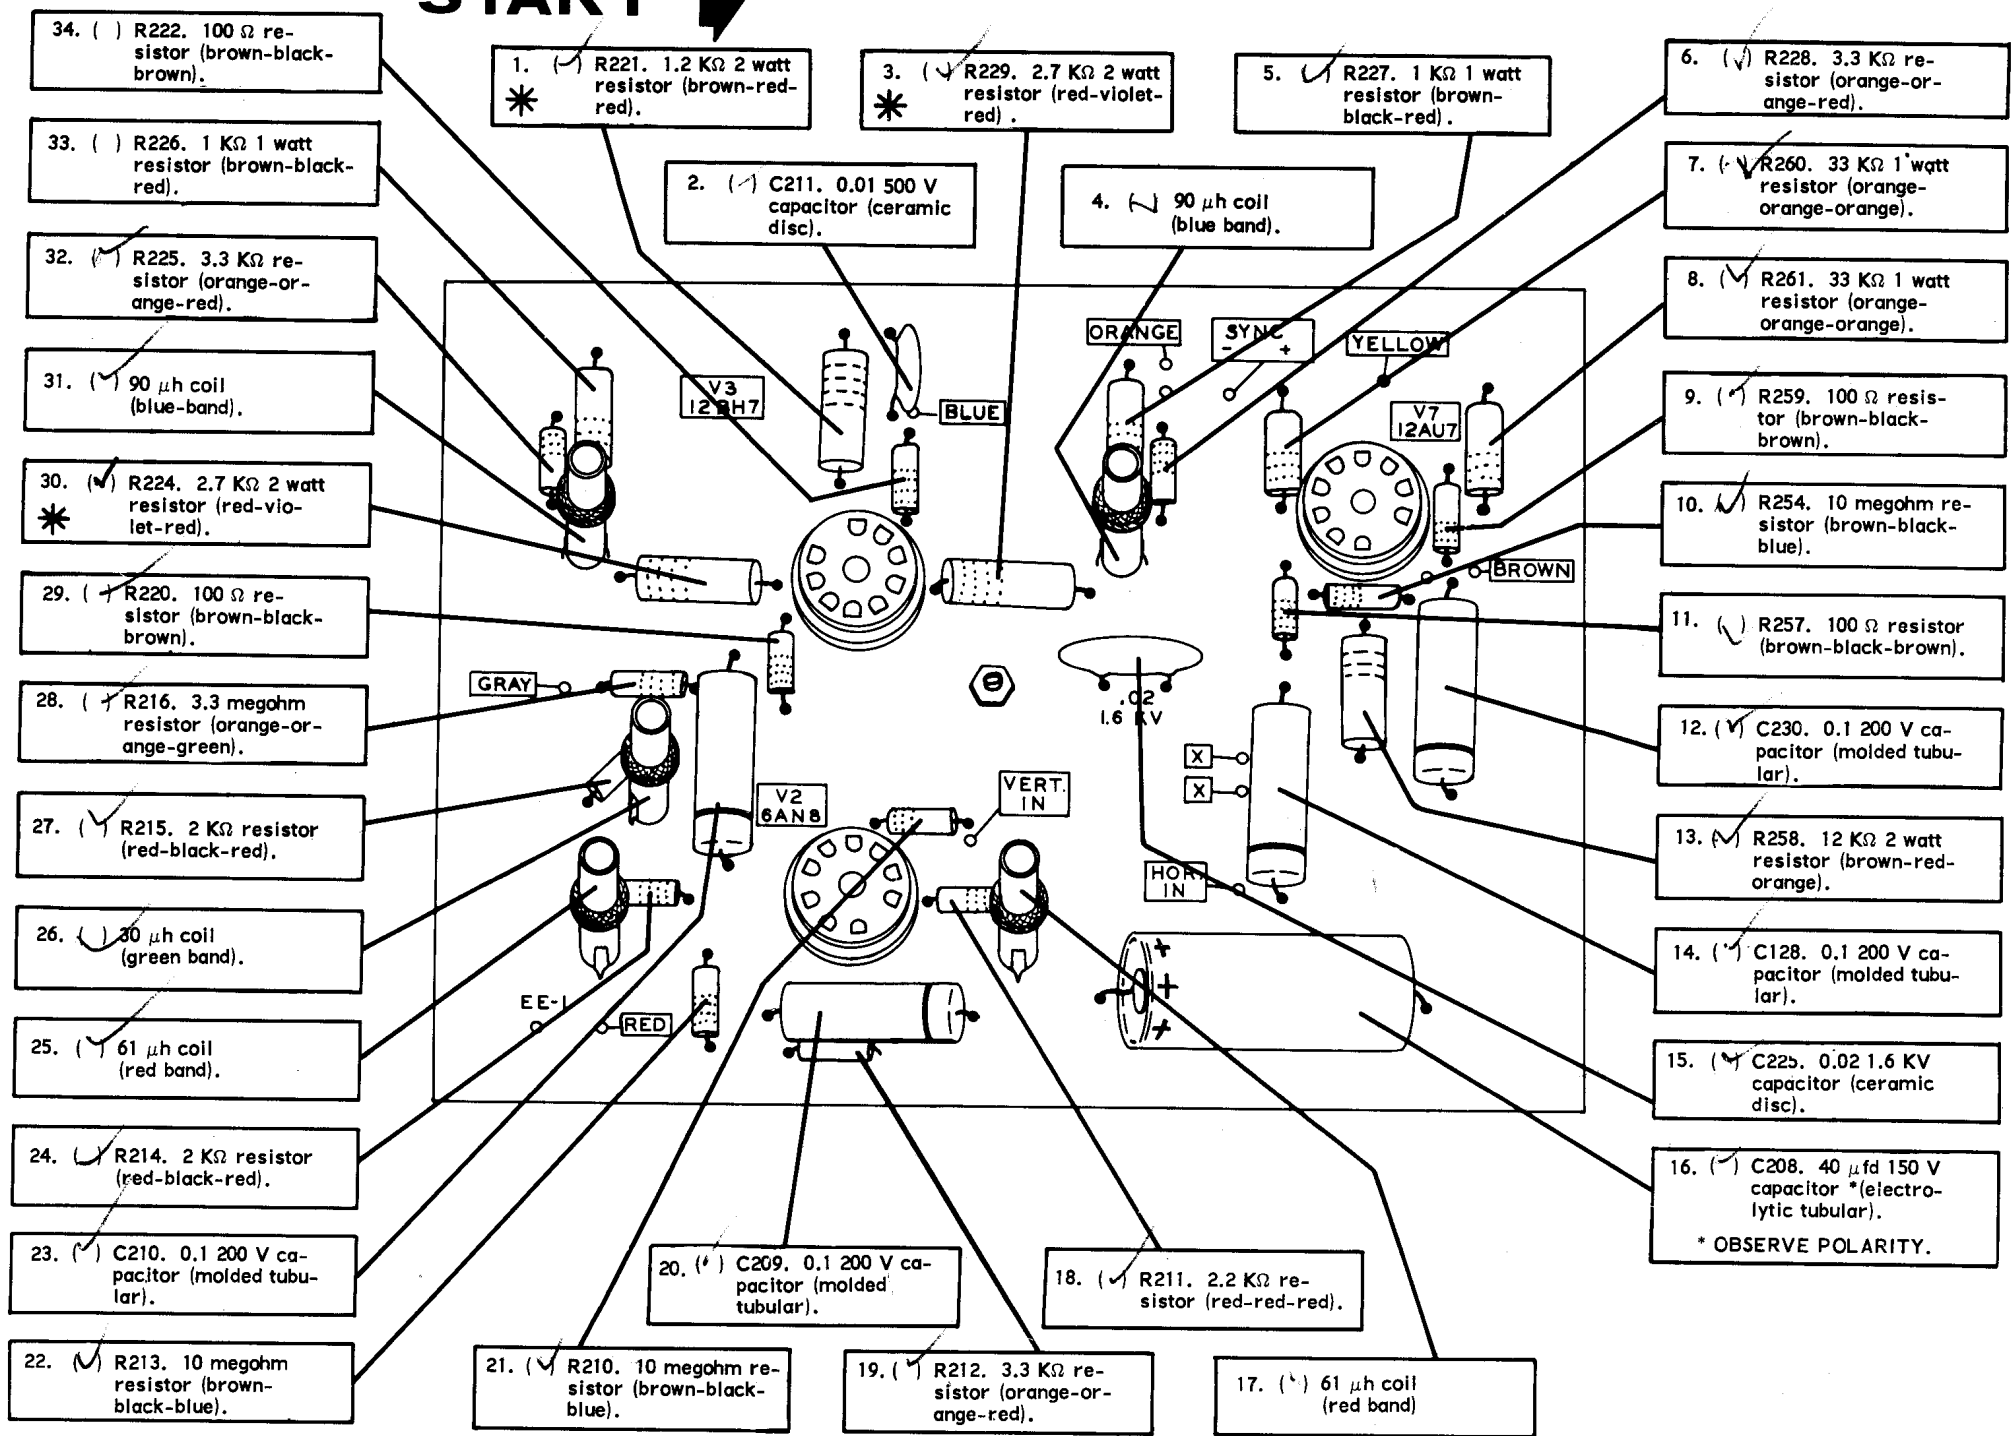 START
34. ( ) R222. 100 Ω re-
sistor (brown-black-
brown).
33. ( ) R226. 1 KΩ 1 watt
resistor (brown-black-
red).
32. (✓) R225. 3.3 KΩ re-
sistor (orange-or-
ange-red).
31. (✓) 90 μh coil
(blue-band).
30. (✓) R224. 2.7 KΩ 2 watt
resistor (red-vio-
let-red).
29. (✓) R220. 100 Ω re-
sistor (brown-black-
brown).
28. (✓) R216. 3.3 megohm
resistor (orange-or-
ange-green).
27. (✓) R215. 2 KΩ resistor
(red-black-red).
26. (✓) 30 μh coil
(green band).
25. (✓) 61 μh coil
(red band).
24. (✓) R214. 2 KΩ resistor
(red-black-red).
23. (✓) C210. 0.1 200 V ca-
pacitor (molded tubu-
lar).
22. (✓) R213. 10 megohm
resistor (brown-
black-blue).
1. (✓) R221. 1.2 KΩ 2 watt
resistor (brown-red-
red).
2. (✓) C211. 0.01 500 V
capacitor (ceramic
disc).
3. (✓) R229. 2.7 KΩ 2 watt
resistor (red-violet-
red) .
4. (✓) 90 μh coil
(blue band).
5. (✓) R227. 1 KΩ 1 watt
resistor (brown-
black-red).
6. (✓) R228. 3.3 KΩ re-
sistor (orange-or-
ange-red).
7. (✓) R260. 33 KΩ 1 watt
resistor (orange-
orange-orange).
8. (✓) R261. 33 KΩ 1 watt
resistor (orange-
orange-orange).
9. (✓) R259. 100 Ω resis-
tor (brown-black-
brown).
10. (✓) R254. 10 megohm re-
sistor (brown-black-
blue).
11. (✓) R257. 100 Ω resistor
(brown-black-brown).
12. (✓) C230. 0.1 200 V ca-
pacitor (molded tubu-
lar).
13. (✓) R258. 12 KΩ 2 watt
resistor (brown-red-
orange).
14. (✓) C128. 0.1 200 V ca-
pacitor (molded tubu-
lar).
15. (✓) C225. 0.02 1.6 KV
capacitor (ceramic
disc).
16. (✓) C208. 40 μfd 150 V
capacitor *(electro-
lytic tubular).
* OBSERVE POLARITY.
ORANGE
SYNC
- +
YELLOW
V3
12BH7
BLUE
V7
12AU7
BROWN
GRAY
.02
1.6 KV
X
X
V2
6AN8
VERT.
IN
HOR.
IN
EE-1
RED
+
+
+
20. (✓) C209. 0.1 200 V ca-
pacitor (molded
tubular).
18. (✓) R211. 2.2 KΩ re-
sistor (red-red-red).
21. (✓) R210. 10 megohm re-
sistor (brown-black-
blue).
19. (✓) R212. 3.3 KΩ re-
sistor (orange-or-
ange-red).
17. (✓) 61 μh coil
(red band)